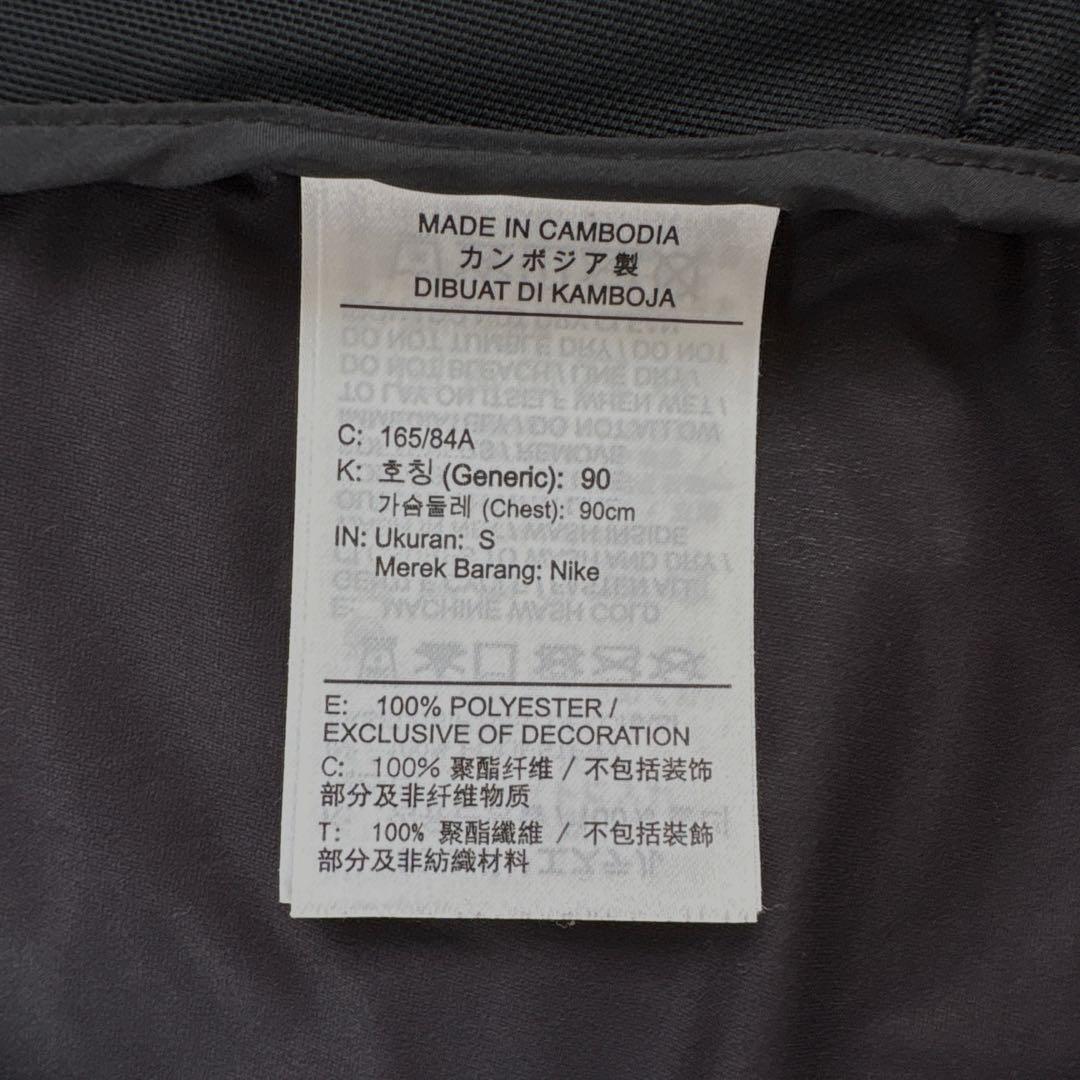 MADE IN CAMBODIA
カンボジア製
DIBUAT DI KAMBOJA
C: 165/84A
K: 호칭 (Generic): 90
가슴둘레 (Chest): 90cm
IN: Ukuran: S
Merek Barang: Nike
E: 100% POLYESTER /
EXCLUSIVE OF DECORATION
C: 100% 聚酯纤维 / 不包括装饰
部分及非纤维物质
T: 100% 聚酯纖維 / 不包括裝飾
部分及非紡織材料